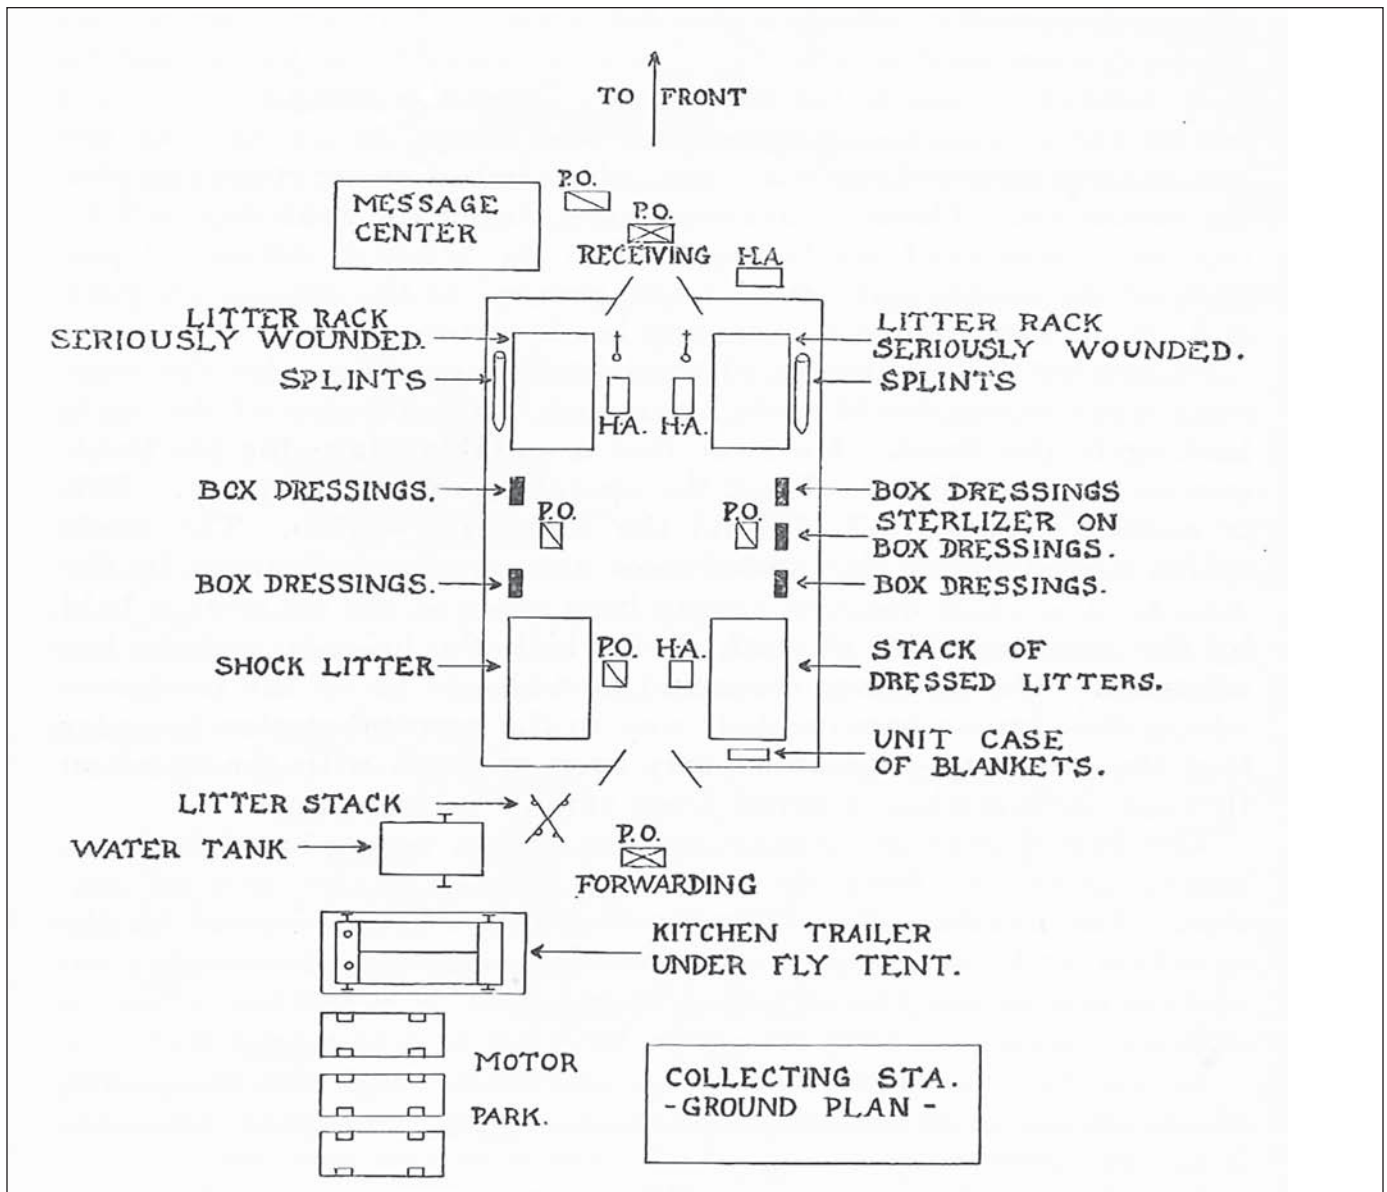 TO FRONT
P.O.
MESSAGE
CENTER
P.O.
RECEIVING
H.A.
LITTER RACK
SERIOUSLY WOUNDED.
LITTER RACK
SERIOUSLY WOUNDED.
SPLINTS
SPLINTS
H.A. H.A.
BOX DRESSINGS.
BOX DRESSINGS
P.O.
P.O.
STERLIZER ON
BOX DRESSINGS.
BOX DRESSINGS.
BOX DRESSINGS.
SHOCK LITTER
P.O.
H.A.
STACK OF
DRESSED LITTERS.
UNIT CASE
OF BLANKETS.
LITTER STACK
WATER TANK
P.O.
FORWARDING
KITCHEN TRAILER
UNDER FLY TENT.
MOTOR
PARK.
COLLECTING STA.
-GROUND PLAN-